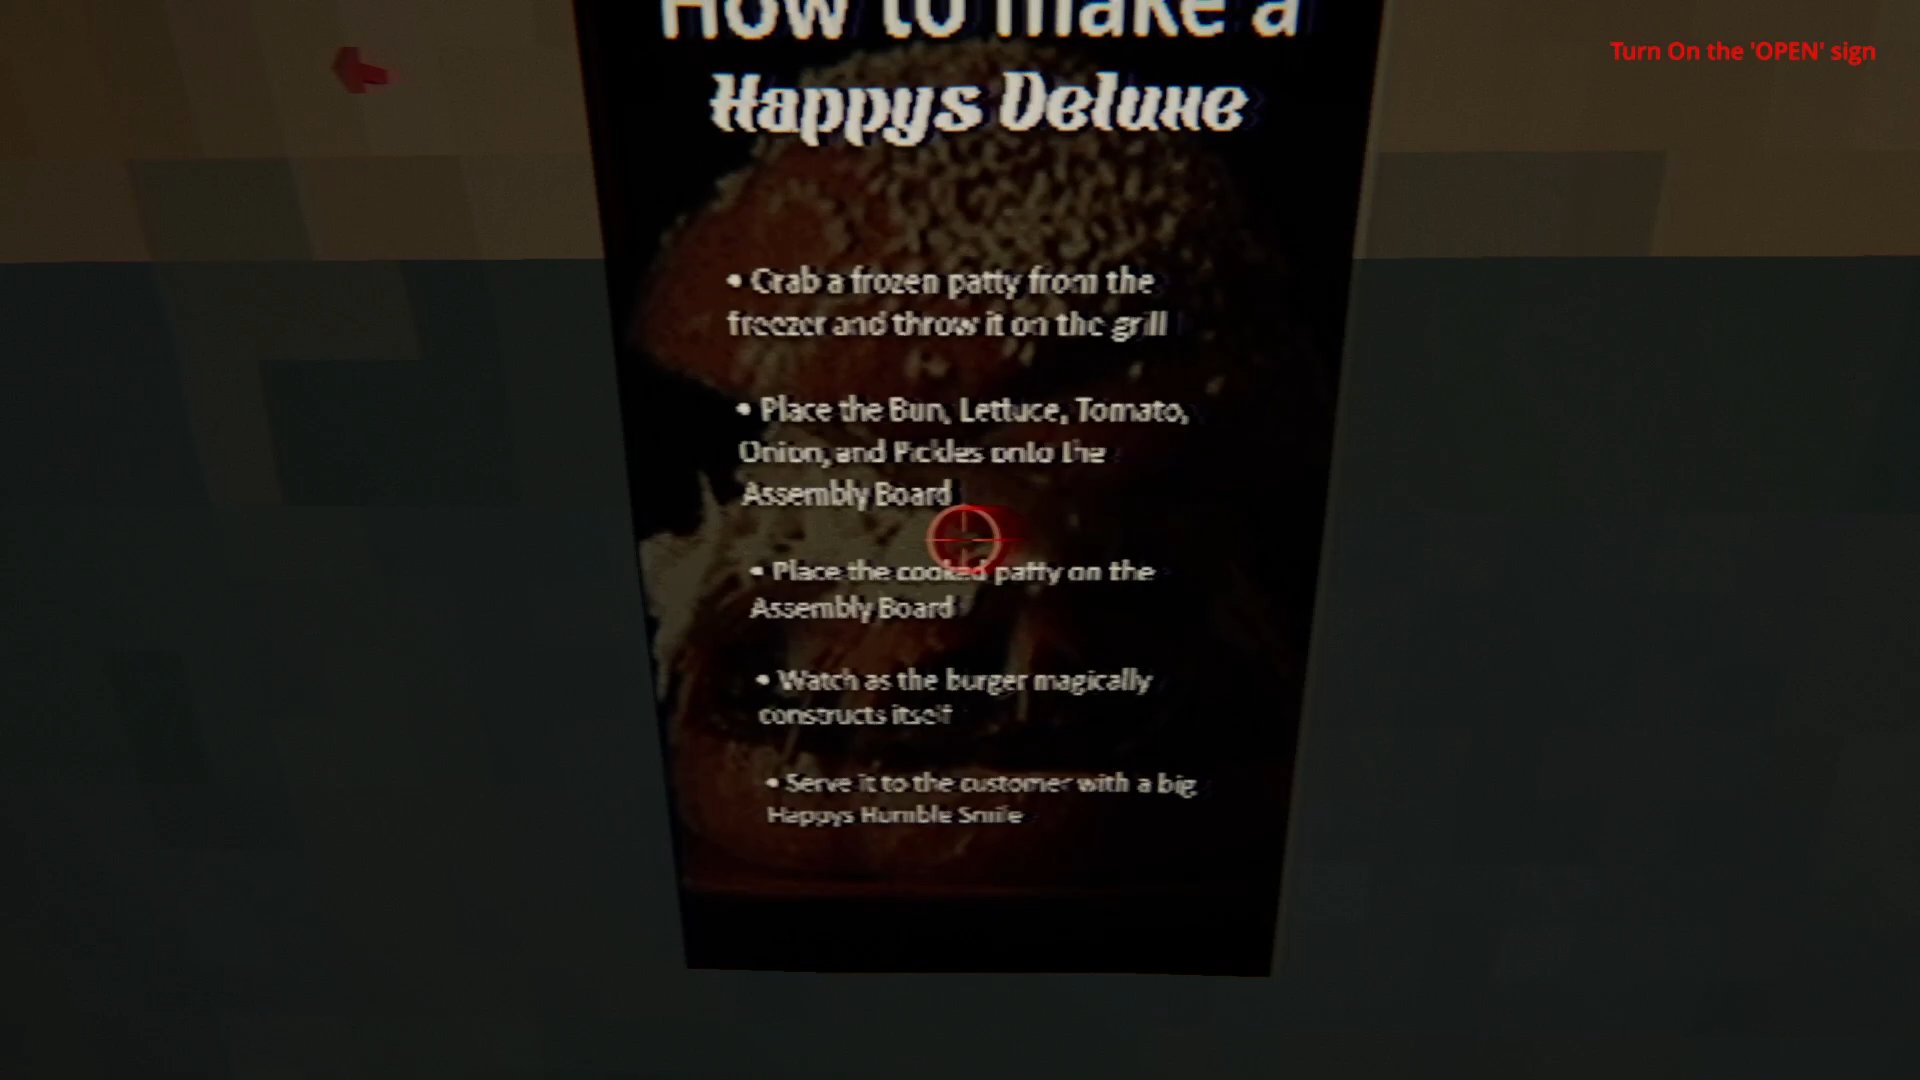 How to make a
Happys Deluxe
Turn On the 'OPEN' sign
• Grab a frozen patty from the
freezer and throw it on the grill
• Place the Bun, Lettuce, Tomato,
Onion, and Pickles onto the
Assembly Board
• Place the cooked patty on the
Assembly Board
• Watch as the burger magically
constructs itself
• Serve it to the customer with a big
Happys Humble Smile